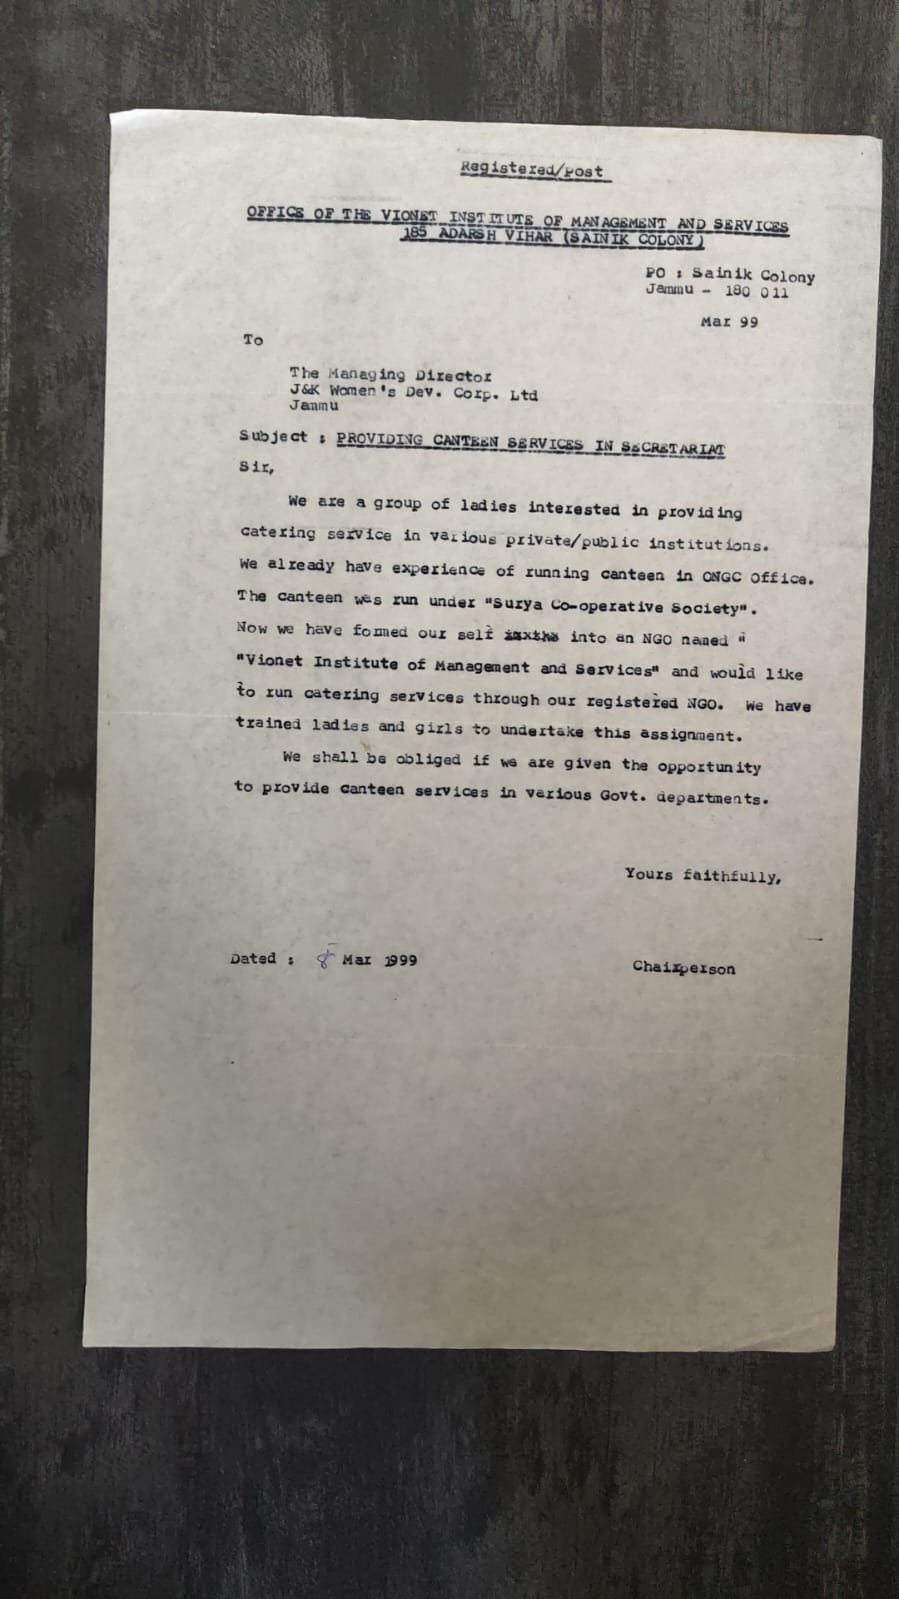 Registered/Post
OFFICE OF THE VIONET INSTITUTE OF MANAGEMENT AND SERVICES
185 ADARSH VIHAR (SAINIK COLONY)
PO : Sainik Colony
Jammu - 180 011
Mar 99
To
The Managing Director
J&K Women's Dev. Corp. Ltd
Jammu
Subject : PROVIDING CANTEEN SERVICES IN SECRETARIAT
Sir,
We are a group of ladies interested in providing
catering service in various private/public institutions.
We already have experience of running canteen in ONGC Office.
The canteen was run under "Surya Co-operative Society".
Now we have formed our self into an NGO named "
"Vionet Institute of Management and Services" and would like
to run catering services through our registered NGO. We have
trained ladies and girls to undertake this assignment.
We shall be obliged if we are given the opportunity
to provide canteen services in various Govt. departments.
Yours faithfully,
Dated : 8 Mar 1999
Chairperson